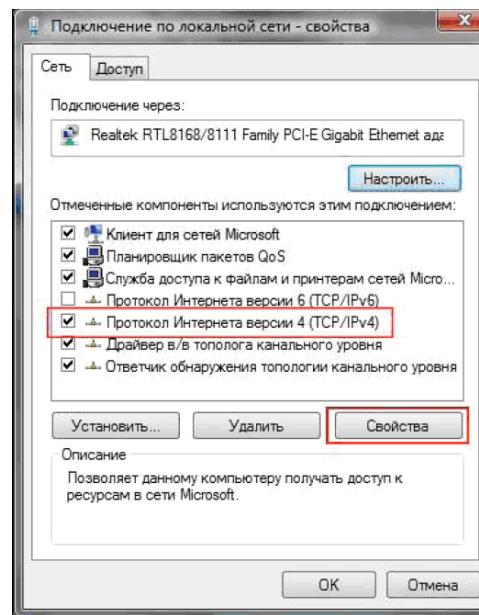 Подключение по локальной сети - свойства
Сеть
Доступ
Подключение через:
Realtek RTL8168/8111 Family PCI-E Gigabit Ethernet ада
Настроить...
Отмеченные компоненты используются этим подключением:
Клиент для сетей Microsoft
Планировщик пакетов QoS
Служба доступа к файлам и принтерам сетей Micro...
Протокол Интернета версии 6 (TCP/IPv6)
Протокол Интернета версии 4 (TCP/IPv4)
Драйвер в/в тополога канального уровня
Ответчик обнаружения топологии канального уровня
Установить...
Удалить
Свойства
Описание
Позволяет данному компьютеру получать доступ к
ресурсам в сети Microsoft.
OK
Отмена